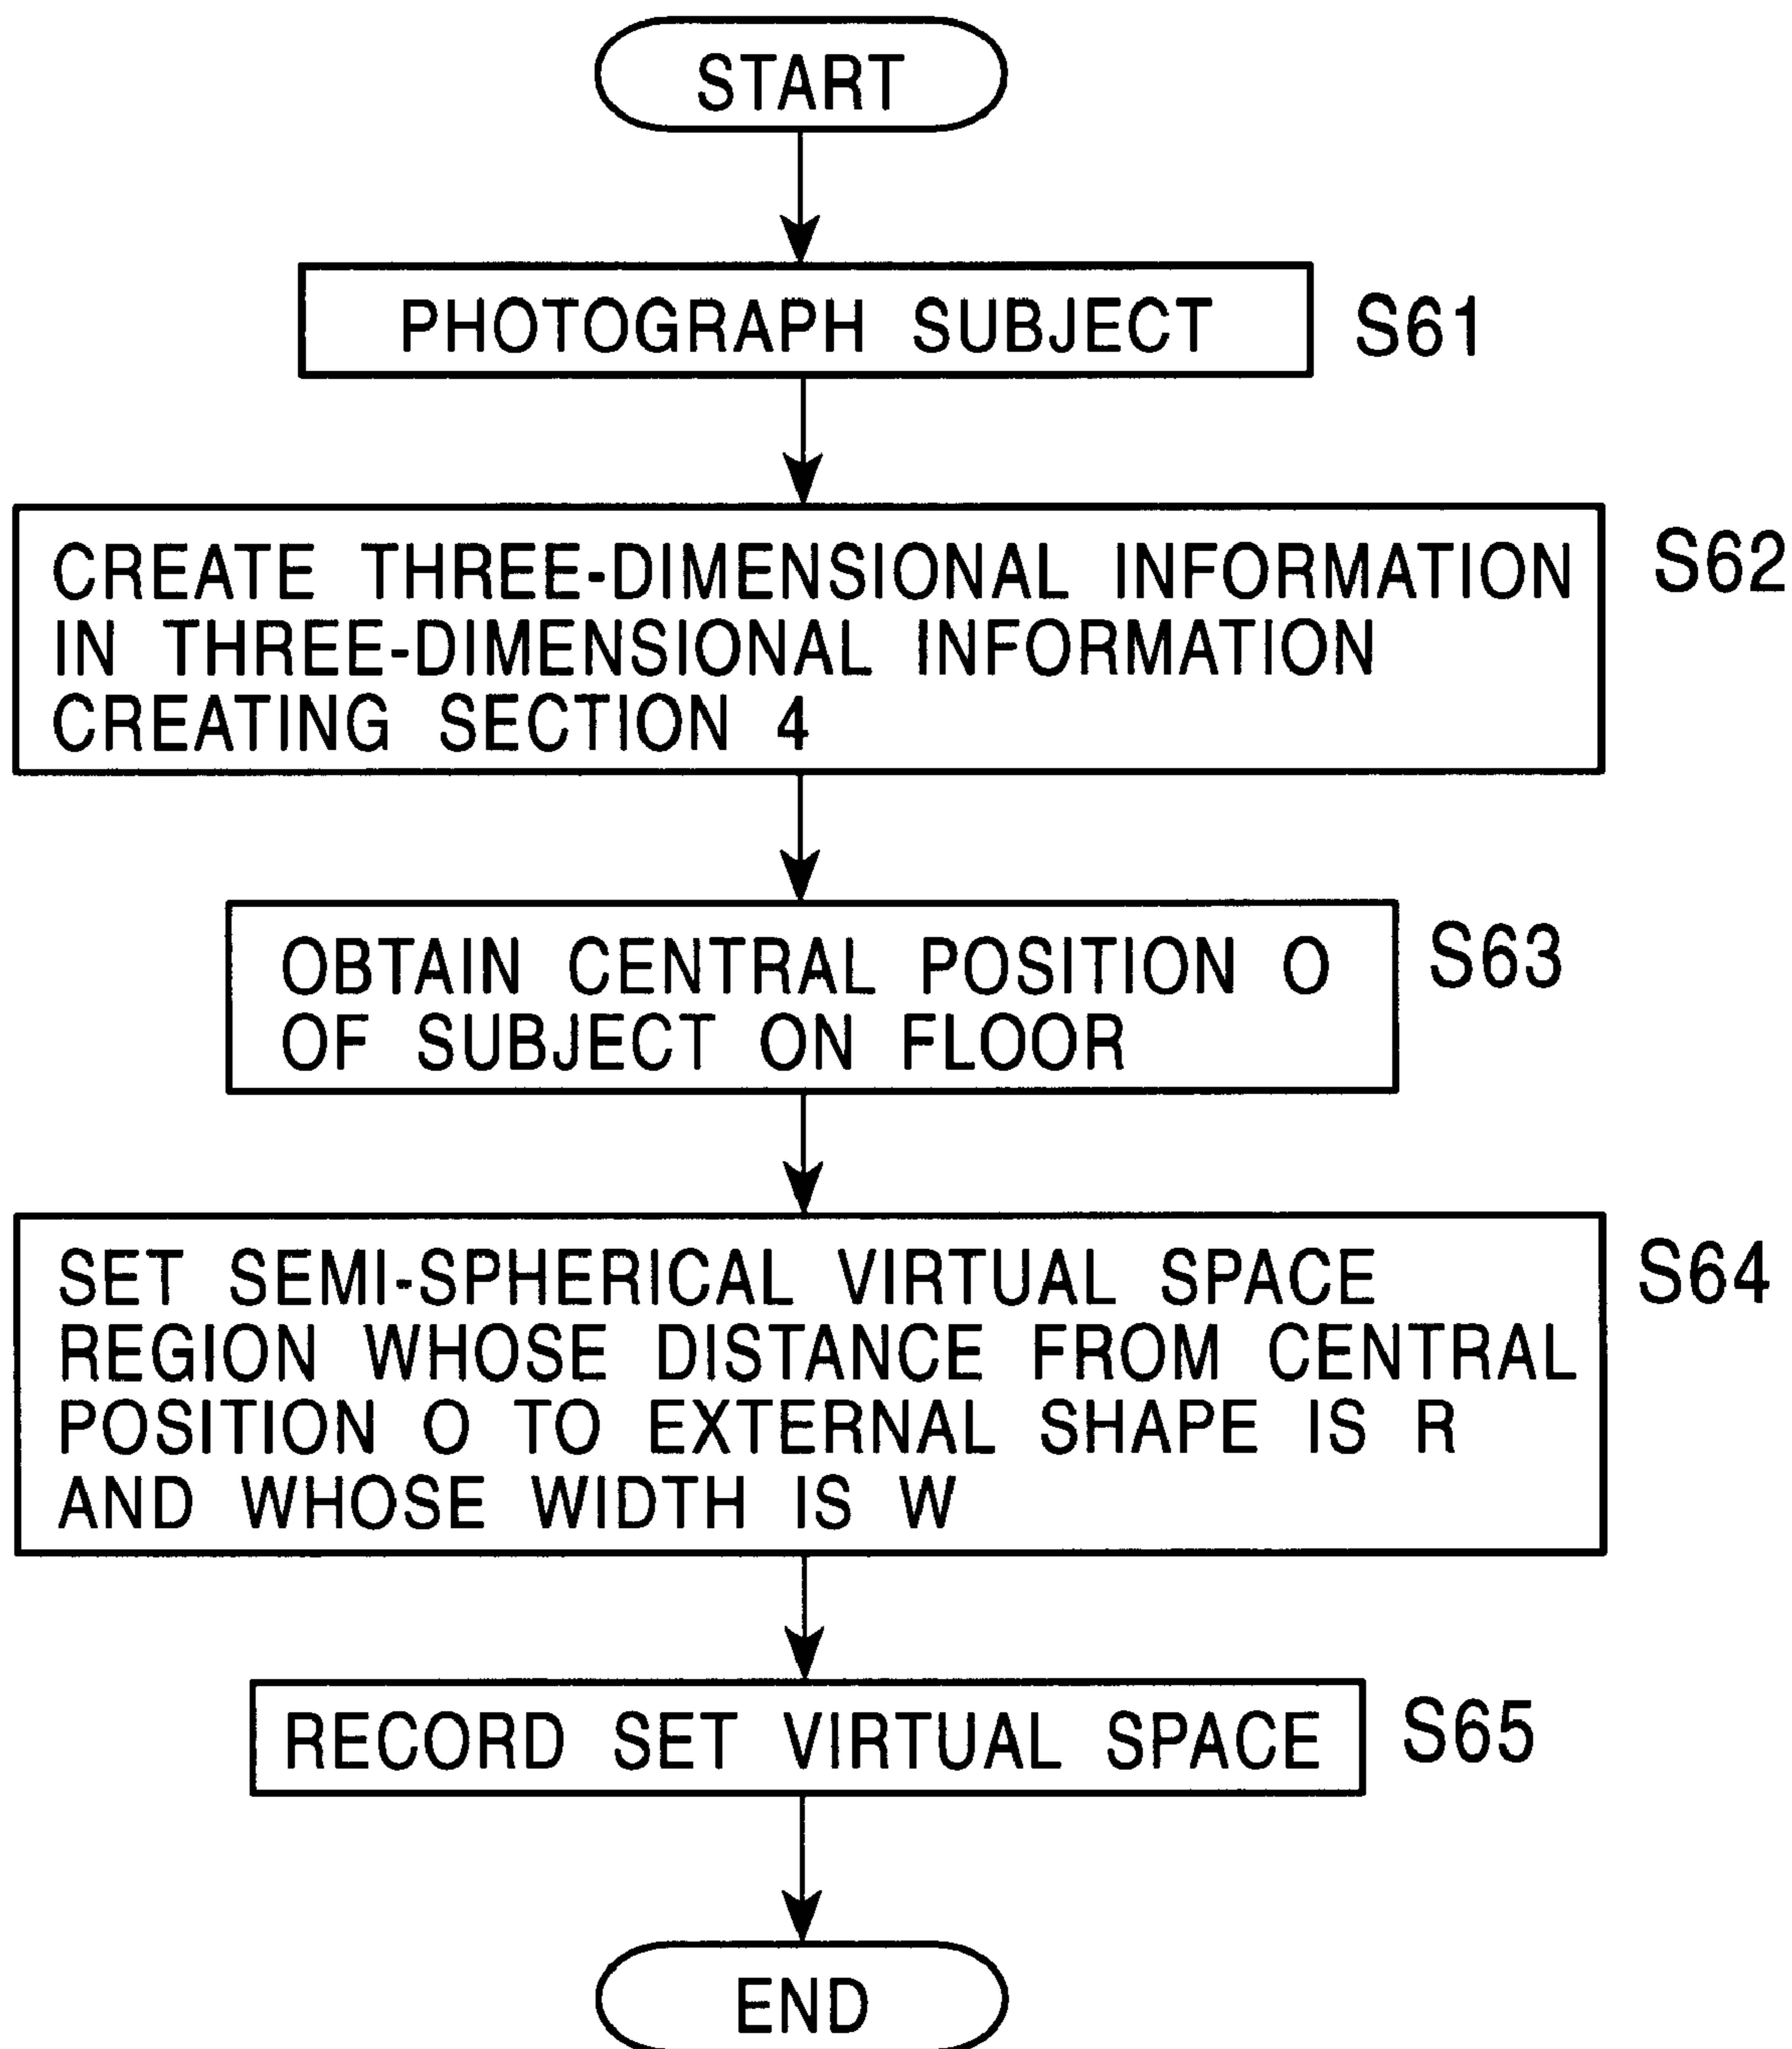 START
PHOTOGRAPH SUBJECT
S61
CREATE THREE-DIMENSIONAL INFORMATION
IN THREE-DIMENSIONAL INFORMATION
CREATING SECTION 4
S62
OBTAIN CENTRAL POSITION O
OF SUBJECT ON FLOOR
S63
SET SEMI-SPHERICAL VIRTUAL SPACE
REGION WHOSE DISTANCE FROM CENTRAL
POSITION O TO EXTERNAL SHAPE IS R
AND WHOSE WIDTH IS W
S64
RECORD SET VIRTUAL SPACE
S65
END